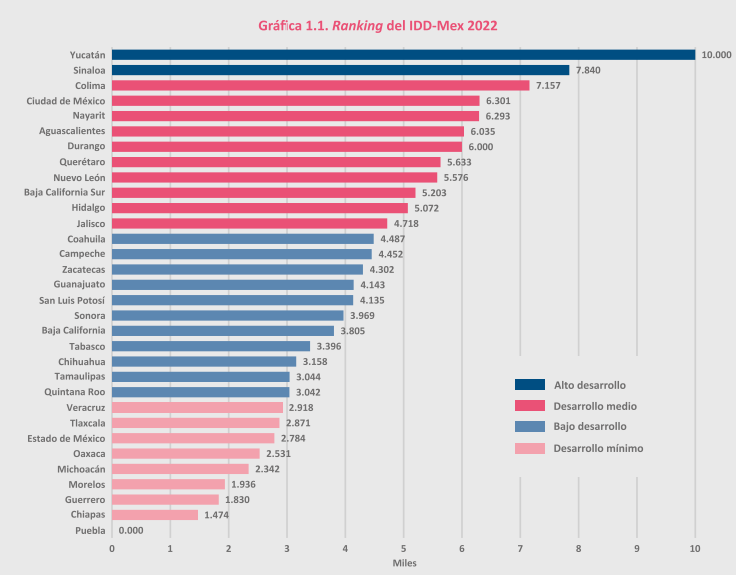 Gráfica 1.1. Ranking del IDD-Mex 2022
Yucatán 10.000
Sinaloa 7.840
Colima 7.157
Ciudad de México 6.301
Nayarit 6.293
Aguascalientes 6.035
Durango 6.000
Querétaro 5.633
Nuevo León 5.576
Baja California Sur 5.203
Hidalgo 5.072
Jalisco 4.718
Coahuila 4.487
Campeche 4.452
Zacatecas 4.302
Guanajuato 4.143
San Luis Potosí 4.135
Sonora 3.969
Baja California 3.805
Tabasco 3.396
Chihuahua 3.158
Tamaulipas 3.044
Quintana Roo 3.042
Veracruz 2.918
Tlaxcala 2.871
Estado de México 2.784
Oaxaca 2.531
Michoacán 2.342
Morelos 1.936
Guerrero 1.830
Chiapas 1.474
Puebla 0.000
Alto desarrollo
Desarrollo medio
Bajo desarrollo
Desarrollo mínimo
0 1 2 3 4 5 6 7 8 9 10
Miles